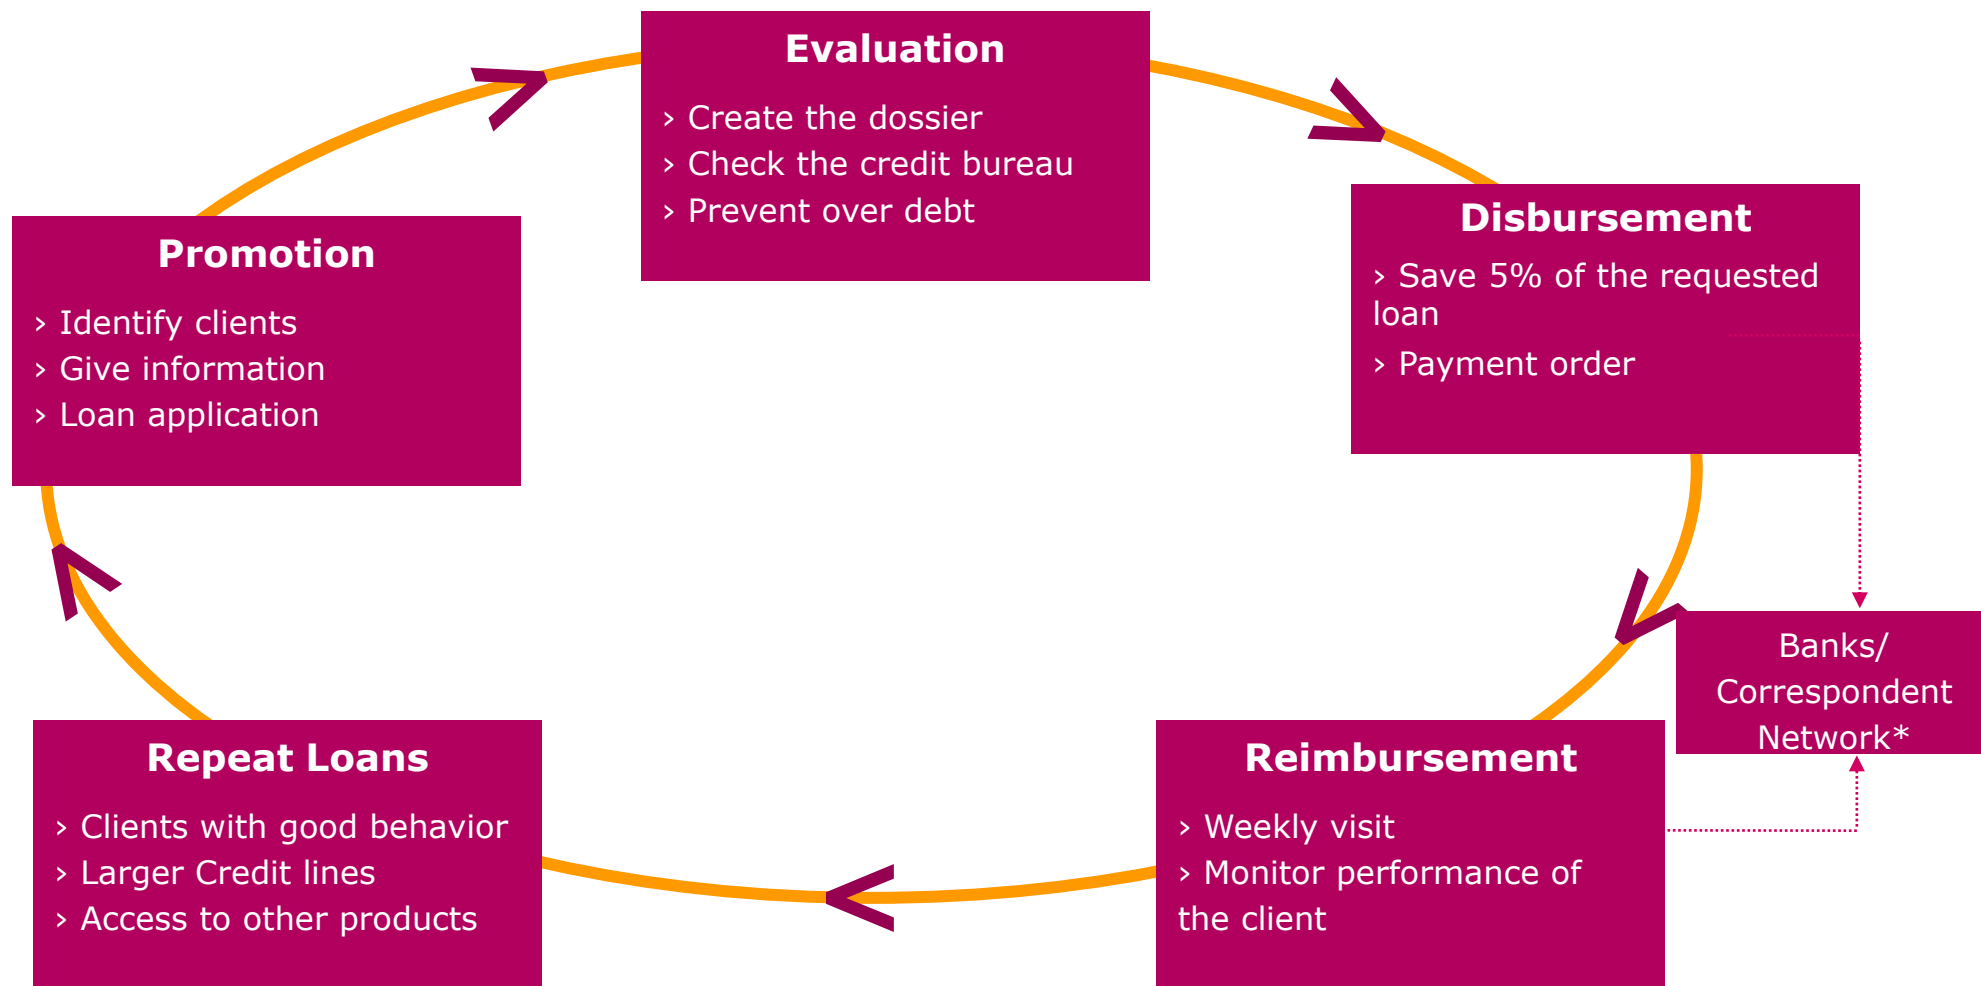 Evaluation
› Create the dossier
› Check the credit bureau
› Prevent over debt
Disbursement
› Save 5% of the requested
loan
› Payment order
Promotion
› Identify clients
› Give information
› Loan application
Banks/
Correspondent
Network*
Repeat Loans
› Clients with good behavior
› Larger Credit lines
› Access to other products
Reimbursement
› Weekly visit
› Monitor performance of
the client